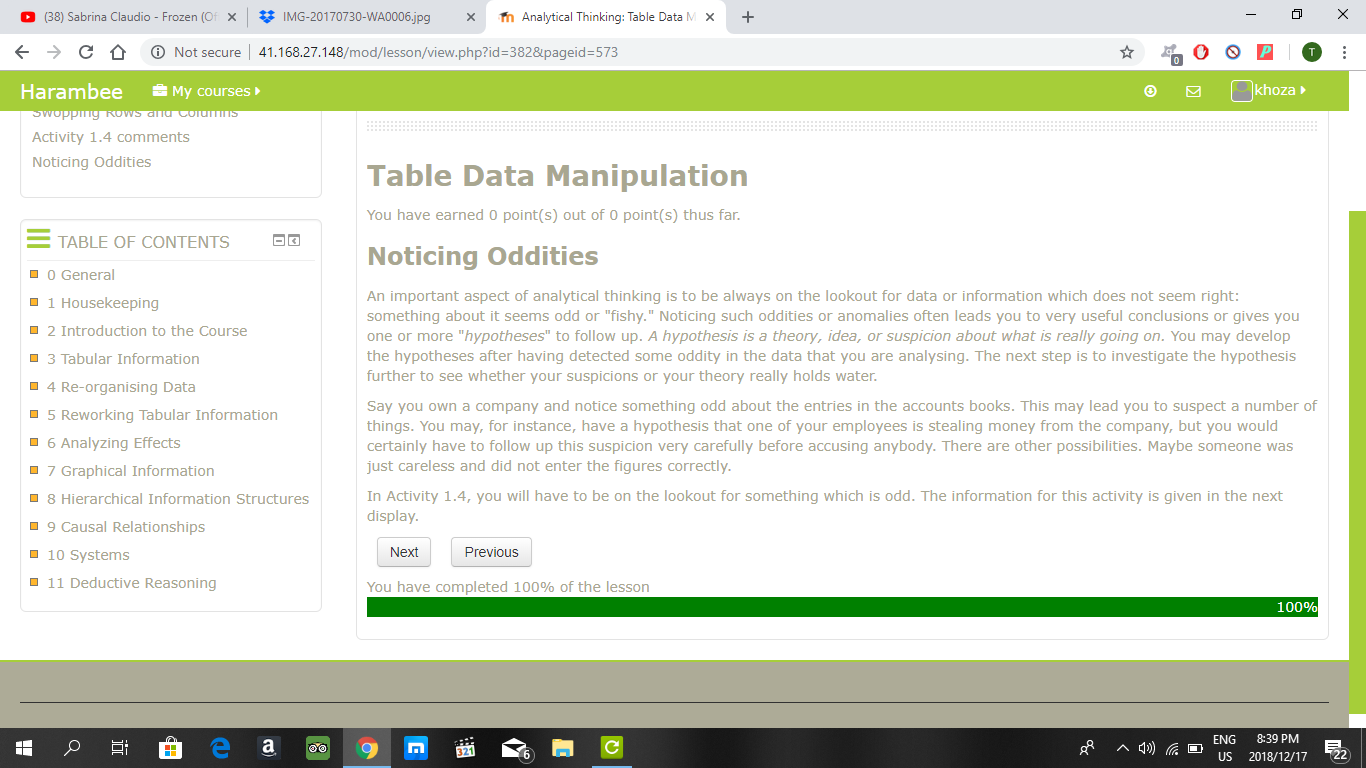 (38) Sabrina Claudio - Frozen (Of
IMG-20170730-WA0006.jpg
Analytical Thinking: Table Data M
Not secure
41.168.27.148/mod/lesson/view.php?id=382&pageid=573
0
T
Harambee
My courses
khoza
Swopping Rows and Columns
Activity 1.4 comments
Noticing Oddities
TABLE OF CONTENTS
0 General
1 Housekeeping
2 Introduction to the Course
3 Tabular Information
4 Re-organising Data
5 Reworking Tabular Information
6 Analyzing Effects
7 Graphical Information
8 Hierarchical Information Structures
9 Causal Relationships
10 Systems
11 Deductive Reasoning
Table Data Manipulation
You have earned 0 point(s) out of 0 point(s) thus far.
Noticing Oddities
An important aspect of analytical thinking is to be always on the lookout for data or information which does not seem right:
something about it seems odd or "fishy." Noticing such oddities or anomalies often leads you to very useful conclusions or gives you
one or more "hypotheses" to follow up. A hypothesis is a theory, idea, or suspicion about what is really going on. You may develop
the hypotheses after having detected some oddity in the data that you are analysing. The next step is to investigate the hypothesis
further to see whether your suspicions or your theory really holds water.
Say you own a company and notice something odd about the entries in the accounts books. This may lead you to suspect a number of
things. You may, for instance, have a hypothesis that one of your employees is stealing money from the company, but you would
certainly have to follow up this suspicion very carefully before accusing anybody. There are other possibilities. Maybe someone was
just careless and did not enter the figures correctly.
In Activity 1.4, you will have to be on the lookout for something which is odd. The information for this activity is given in the next
display.
Next
Previous
You have completed 100% of the lesson
100%
321
6
ENG
US
8:39 PM
2018/12/17
22